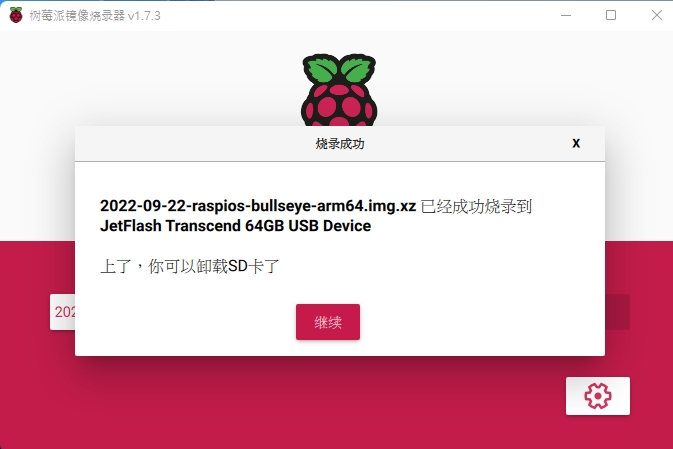 树莓派镜像烧录器 v1.7.3
烧录成功
X
2022-09-22-raspios-bullseye-arm64.img.xz 已经成功烧录到
JetFlash Transcend 64GB USB Device
上了，你可以卸载SD卡了
202
继续